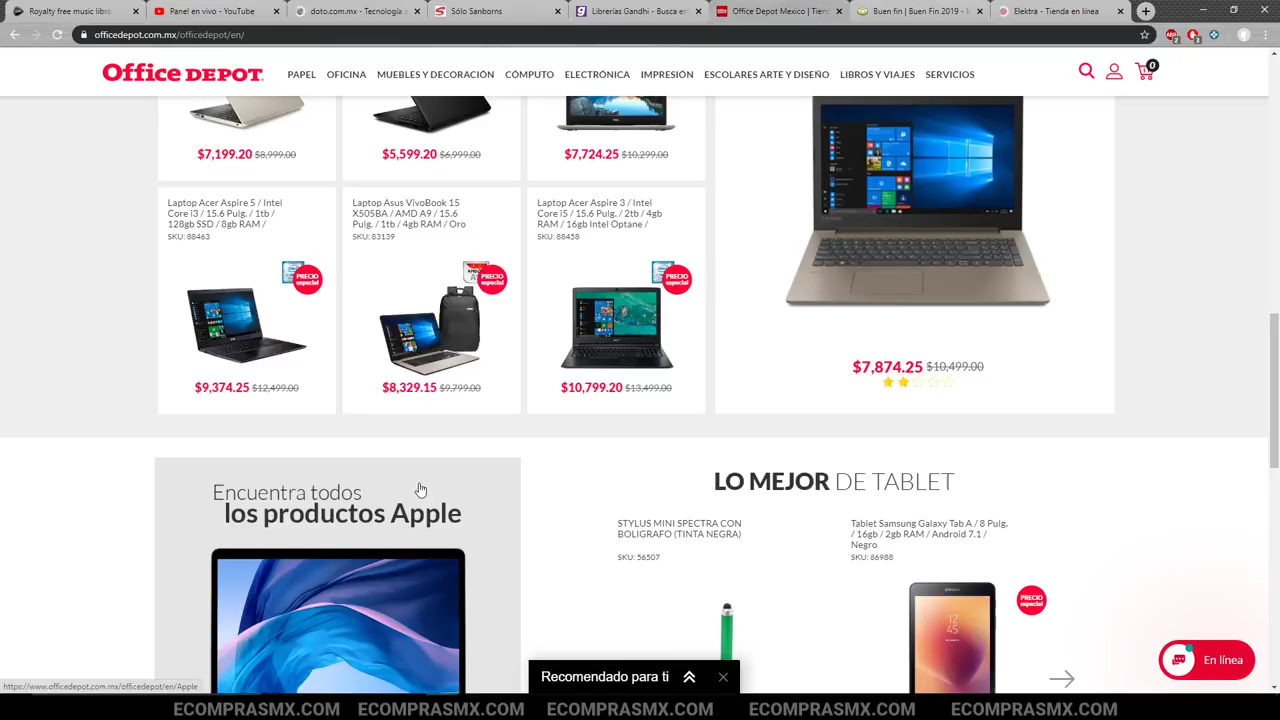 Royalty free music libra
Panel en vivo - YouTube
doto.com.mx - Tecnología a
Sólo Sanborns
Librerías Gandhi - Busca en
Office Depot Mexico | Tiend
Buen fin | Buen Fin 2019 - B
Elektra - Tienda en línea
officedepot.com.mx/officedepot/en/
Office DEPOT
PAPEL OFICINA MUEBLES Y DECORACIÓN CÓMPUTO ELECTRÓNICA IMPRESIÓN ESCOLARES ARTE Y DISEÑO LIBROS Y VIAJES SERVICIOS
0
$7,199.20 $8,999.00
$5,599.20 $6,999.00
$7,724.25 $10,299.00
Laptop Acer Aspire 5 / Intel
Core i3 / 15.6 Pulg. / 1tb /
128gb SSD / 8gb RAM /
SKU: 88463
PRECIO
especial
$9,374.25 $12,499.00
Laptop Asus VivoBook 15
X505BA / AMD A9 / 15.6
Pulg. / 1tb / 4gb RAM / Oro
SKU: 83139
PRECIO
especial
$8,329.15 $9,799.00
Laptop Acer Aspire 3 / Intel
Core i5 / 15.6 Pulg. / 2tb / 4gb
RAM / 16gb Intel Optane /
SKU: 88458
PRECIO
especial
$10,799.20 $13,499.00
$7,874.25 $10,499.00
Encuentra todos
los productos Apple
LO MEJOR DE TABLET
STYLUS MINI SPECTRA CON
BOLIGRAFO (TINTA NEGRA)
SKU: 56507
Tablet Samsung Galaxy Tab A / 8 Pulg.
/ 16gb / 2gb RAM / Android 7.1 /
Negro
SKU: 86988
PRECIO
especial
SAMSUNG
12
45
Recomendado para ti
En línea
https://www.officedepot.com.mx/officedepot/en/Apple
ECOMPRASMX.COM ECOMPRASMX.COM ECOMPRASMX.COM ECOMPRASMX.COM ECOMPRASMX.COM